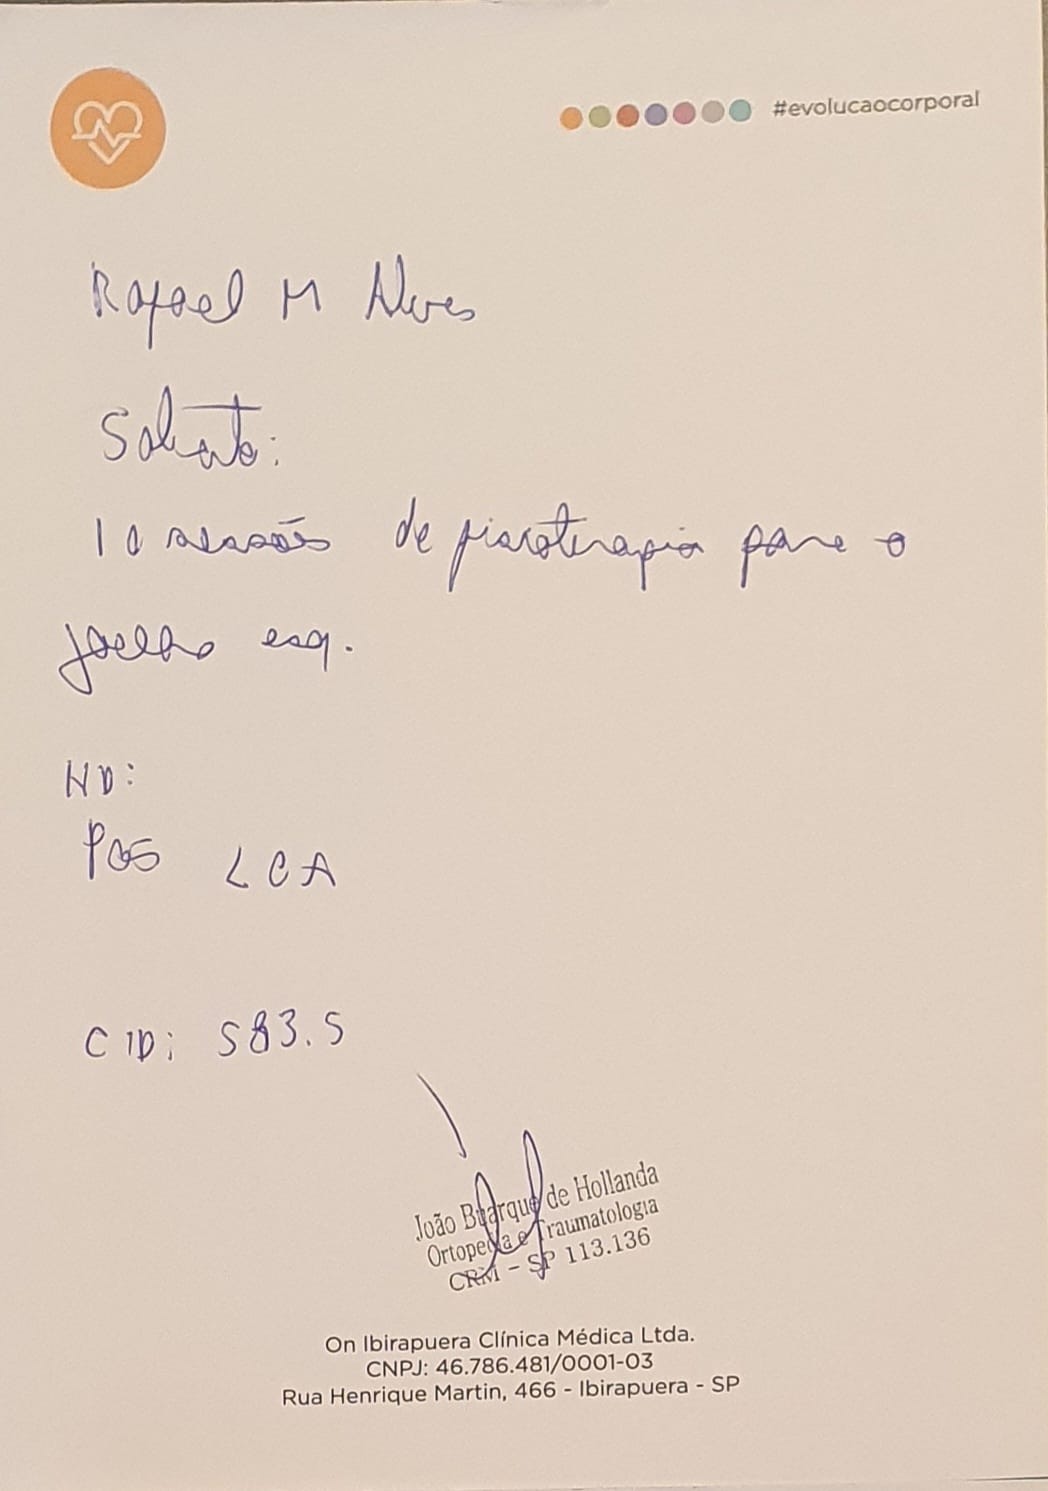 #evolucaocorporal
Rafael M Alves
Solicito:
10 sessões de fisioterapia para o
joelho esq.
HD:
Pós LCA
CID: S83.5
João Buarque de Hollanda
Ortopedia e Traumatologia
CRM - SP 113.136
On Ibirapuera Clínica Médica Ltda.
CNPJ: 46.786.481/0001-03
Rua Henrique Martin, 466 - Ibirapuera - SP